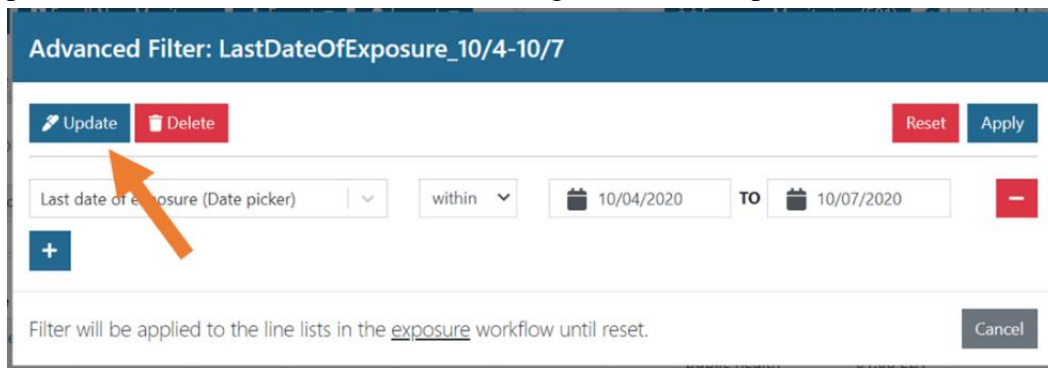 Advanced Filter: LastDateOfExposure_10/4-10/7
Update Delete Reset Apply
Last date of exposure (Date picker) within 10/04/2020 TO 10/07/2020
Filter will be applied to the line lists in the exposure workflow until reset. Cancel